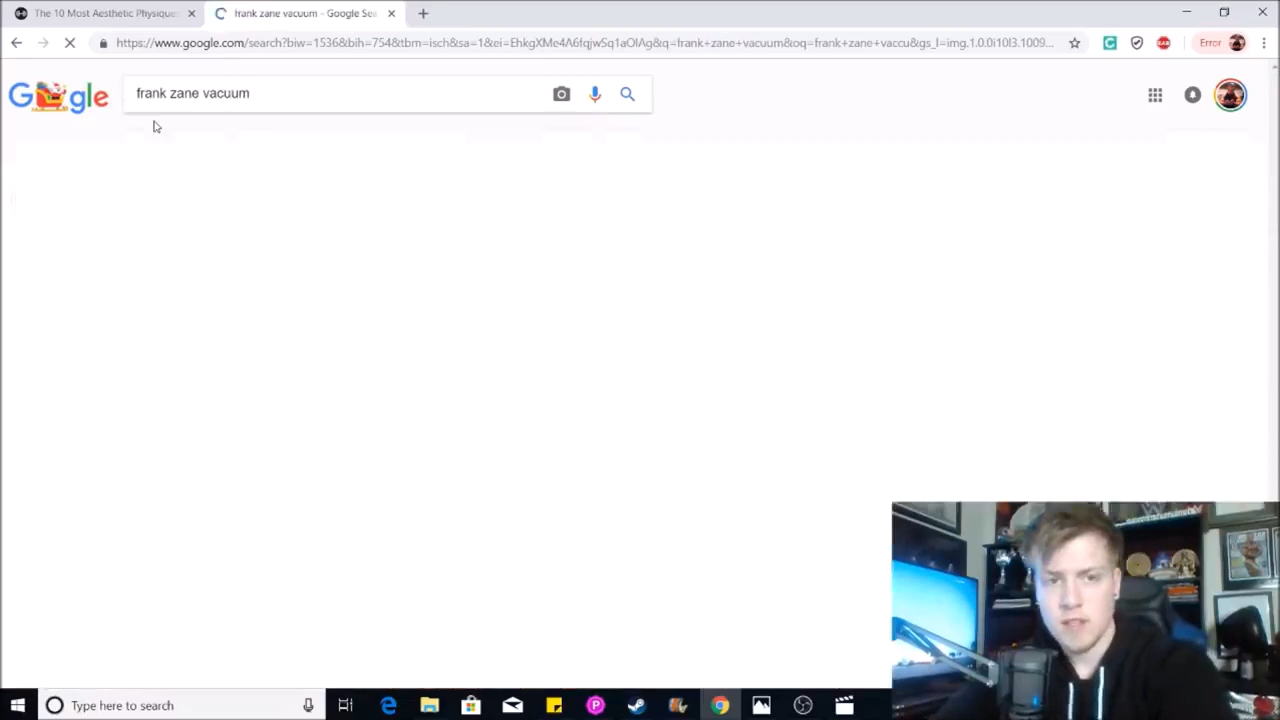 The 10 Most Aesthetic Physique
frank zane vacuum - Google Sea
https://www.google.com/search?biw=1536&bih=754&tbm=isch&sa=1&ei=EhkgXMe4A6fqjwSq1aOIAg&q=frank+zane+vacuum&oq=frank+zane+vaccu&gs_l=img.1.0.0i10l3.1009...
Error
Google
frank zane vacuum
Type here to search